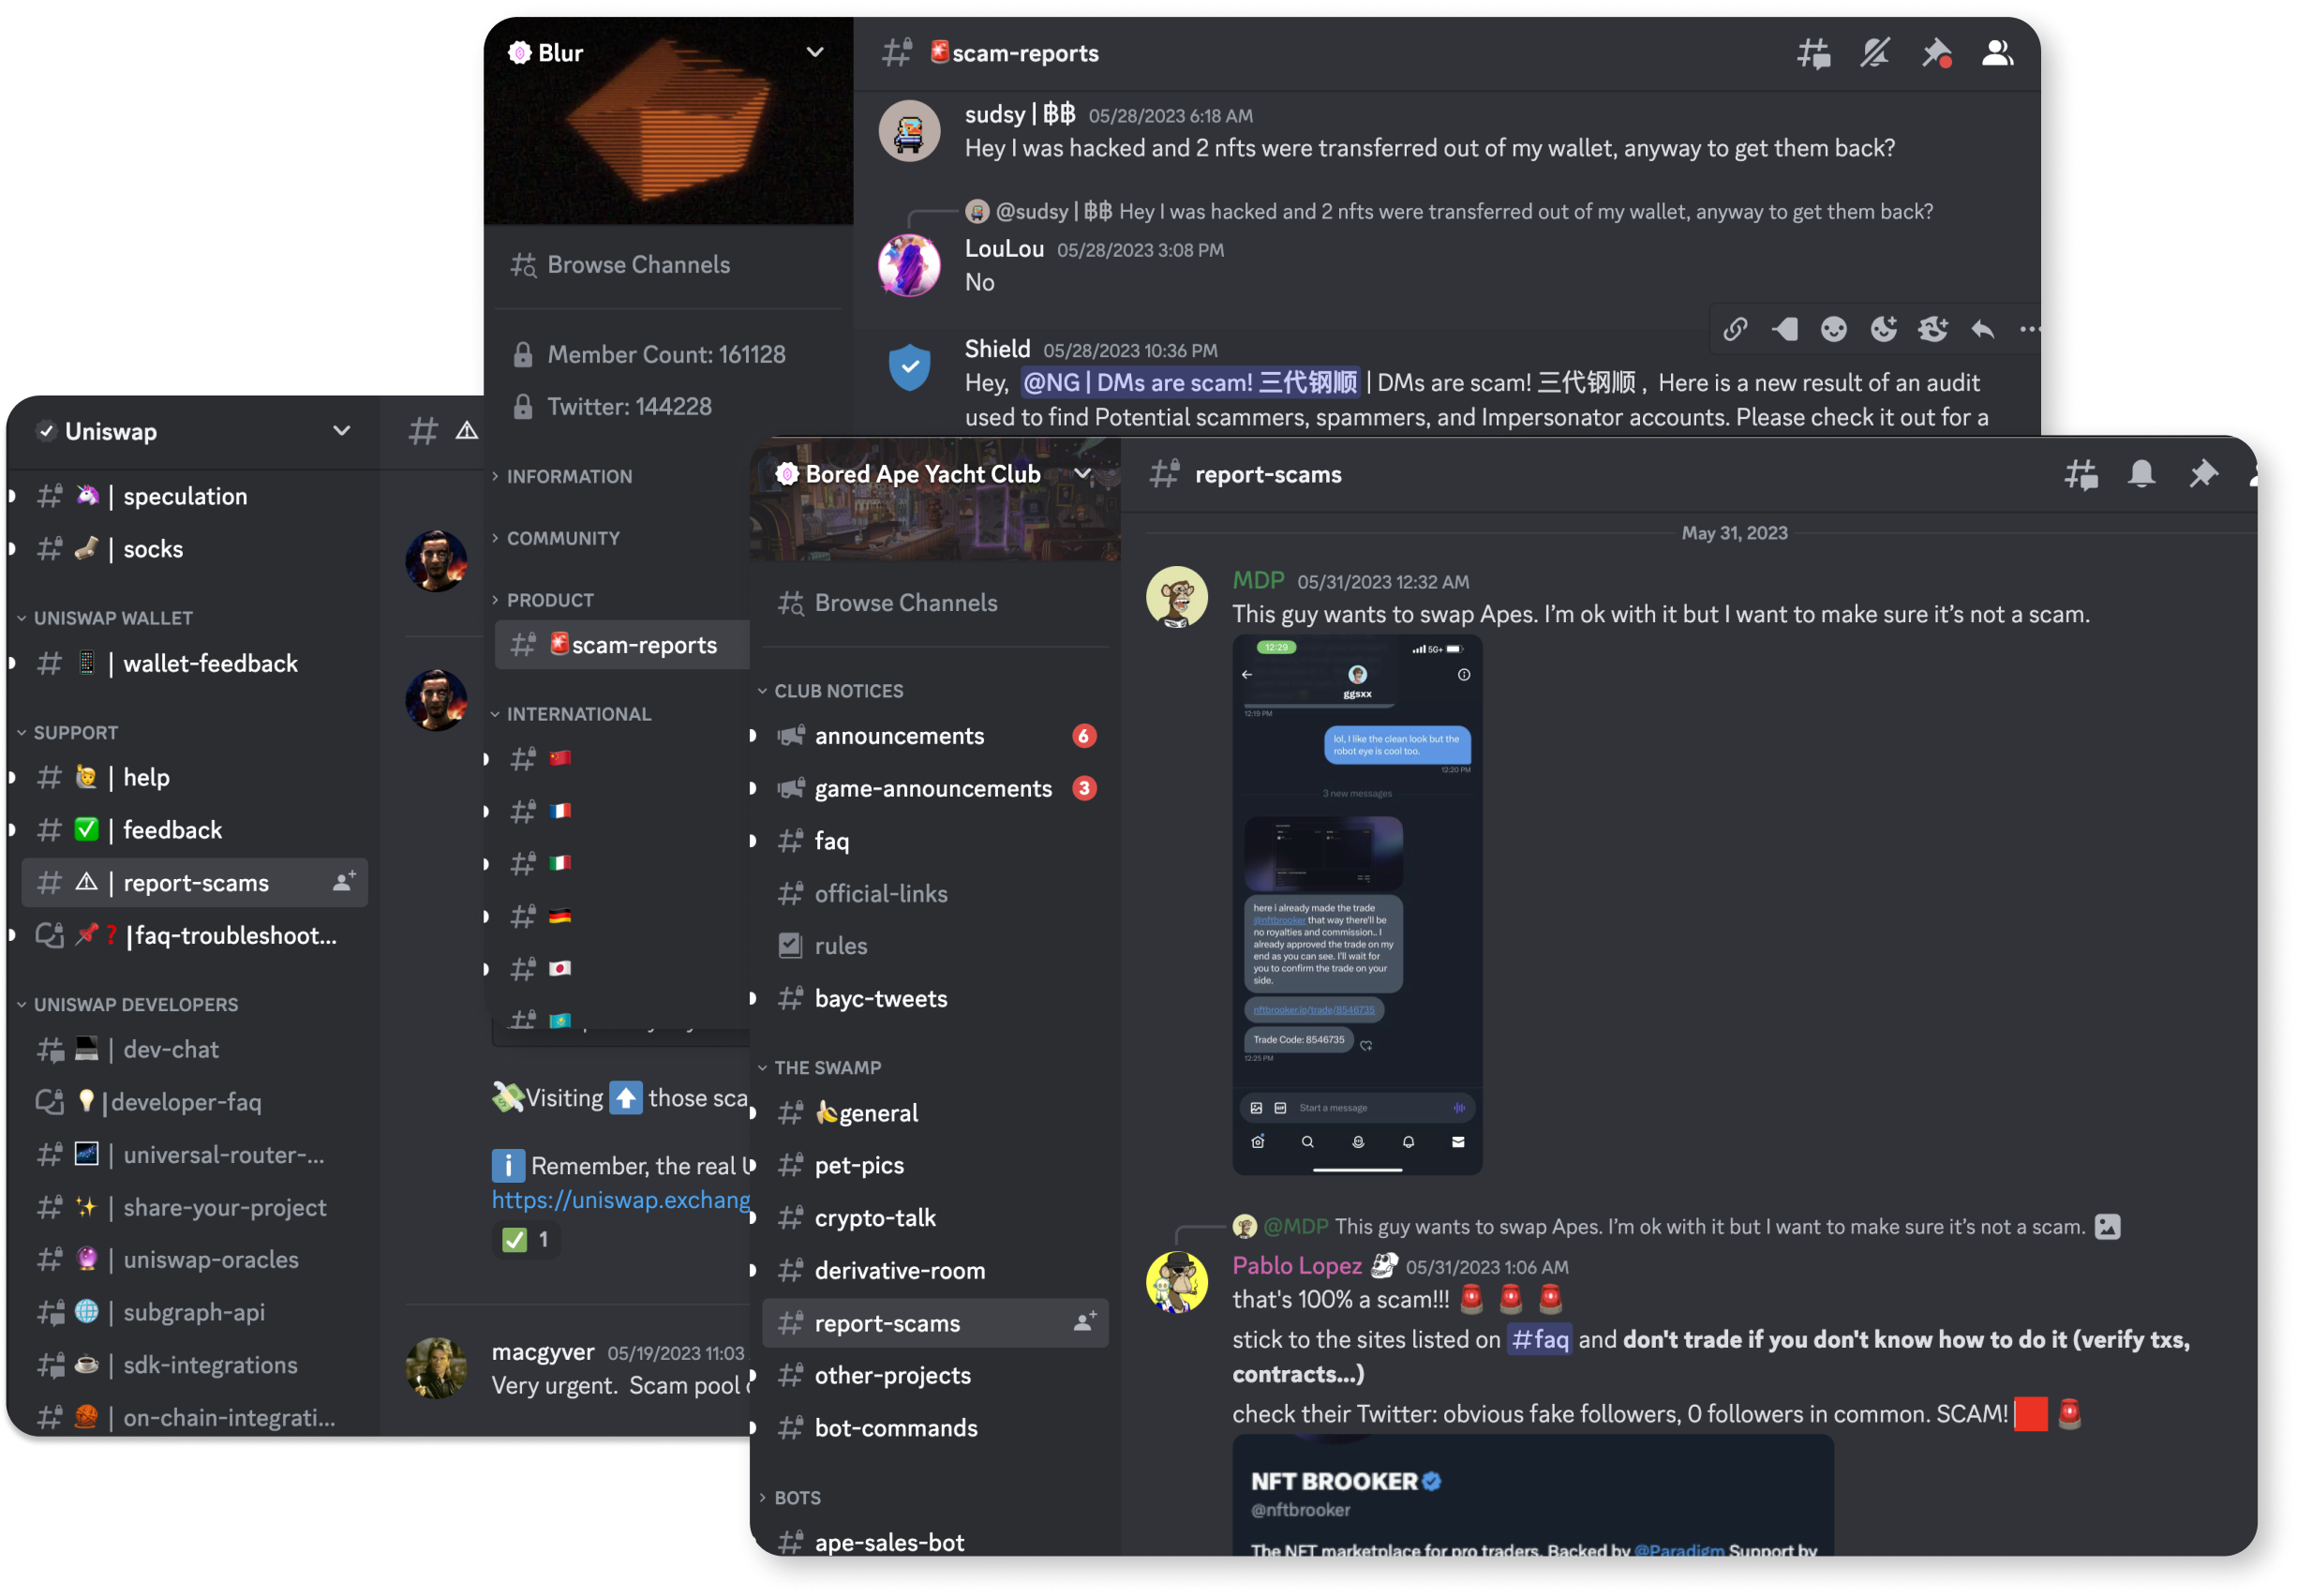 Blur
Browse Channels
Member Count: 161128
Twitter: 144228
INFORMATION
COMMUNITY
PRODUCT
scam-reports
INTERNATIONAL
scam-reports
sudsy | ฿฿ 05/28/2023 6:18 AM
Hey I was hacked and 2 nfts were transferred out of my wallet, anyway to get them back?
@sudsy | ฿฿ Hey I was hacked and 2 nfts were transferred out of my wallet, anyway to get them back?
LouLou 05/28/2023 3:08 PM
No
Shield 05/28/2023 10:36 PM
Hey, @NG | DMs are scam! 三代钢顺 | DMs are scam! 三代钢顺 , Here is a new result of an audit
used to find Potential scammers, spammers, and Impersonator accounts. Please check it out for a
Uniswap
| speculation
| socks
UNISWAP WALLET
| wallet-feedback
SUPPORT
| help
| feedback
| report-scams
|faq-troubleshoot...
UNISWAP DEVELOPERS
| dev-chat
|developer-faq
| universal-router-...
| share-your-project
| uniswap-oracles
| subgraph-api
| sdk-integrations
| on-chain-integrati...
Visiting those sca
Remember, the real U
https://uniswap.exchang
1
macgyver 05/19/2023 11:03
Very urgent. Scam pool
Bored Ape Yacht Club
Browse Channels
CLUB NOTICES
announcements 6
game-announcements 3
faq
official-links
rules
bayc-tweets
THE SWAMP
general
pet-pics
crypto-talk
derivative-room
report-scams
other-projects
bot-commands
BOTS
ape-sales-bot
report-scams
May 31, 2023
MDP 05/31/2023 12:32 AM
This guy wants to swap Apes. I’m ok with it but I want to make sure it’s not a scam.
12:29 5G+
ggsxx
12:19 PM
lol, I like the clean look but the
robot eye is cool too.
12:20 PM
3 new messages
here i already made the trade
@nftbrooker that way there'll be
no royalties and commission.. I
already approved the trade on my
end as you can see. I'll wait for
you to confirm the trade on your
side.
nftbrooker.io/trade/8546735
Trade Code: 8546735
12:25 PM
Start a message
@MDP This guy wants to swap Apes. I’m ok with it but I want to make sure it’s not a scam.
Pablo Lopez 05/31/2023 1:06 AM
that's 100% a scam!!!
stick to the sites listed on #faq and don't trade if you don't know how to do it (verify txs,
contracts...)
check their Twitter: obvious fake followers, 0 followers in common. SCAM!
NFT BROOKER
@nftbrooker
The NFT marketplace for pro traders. Backed by @Paradigm Support by